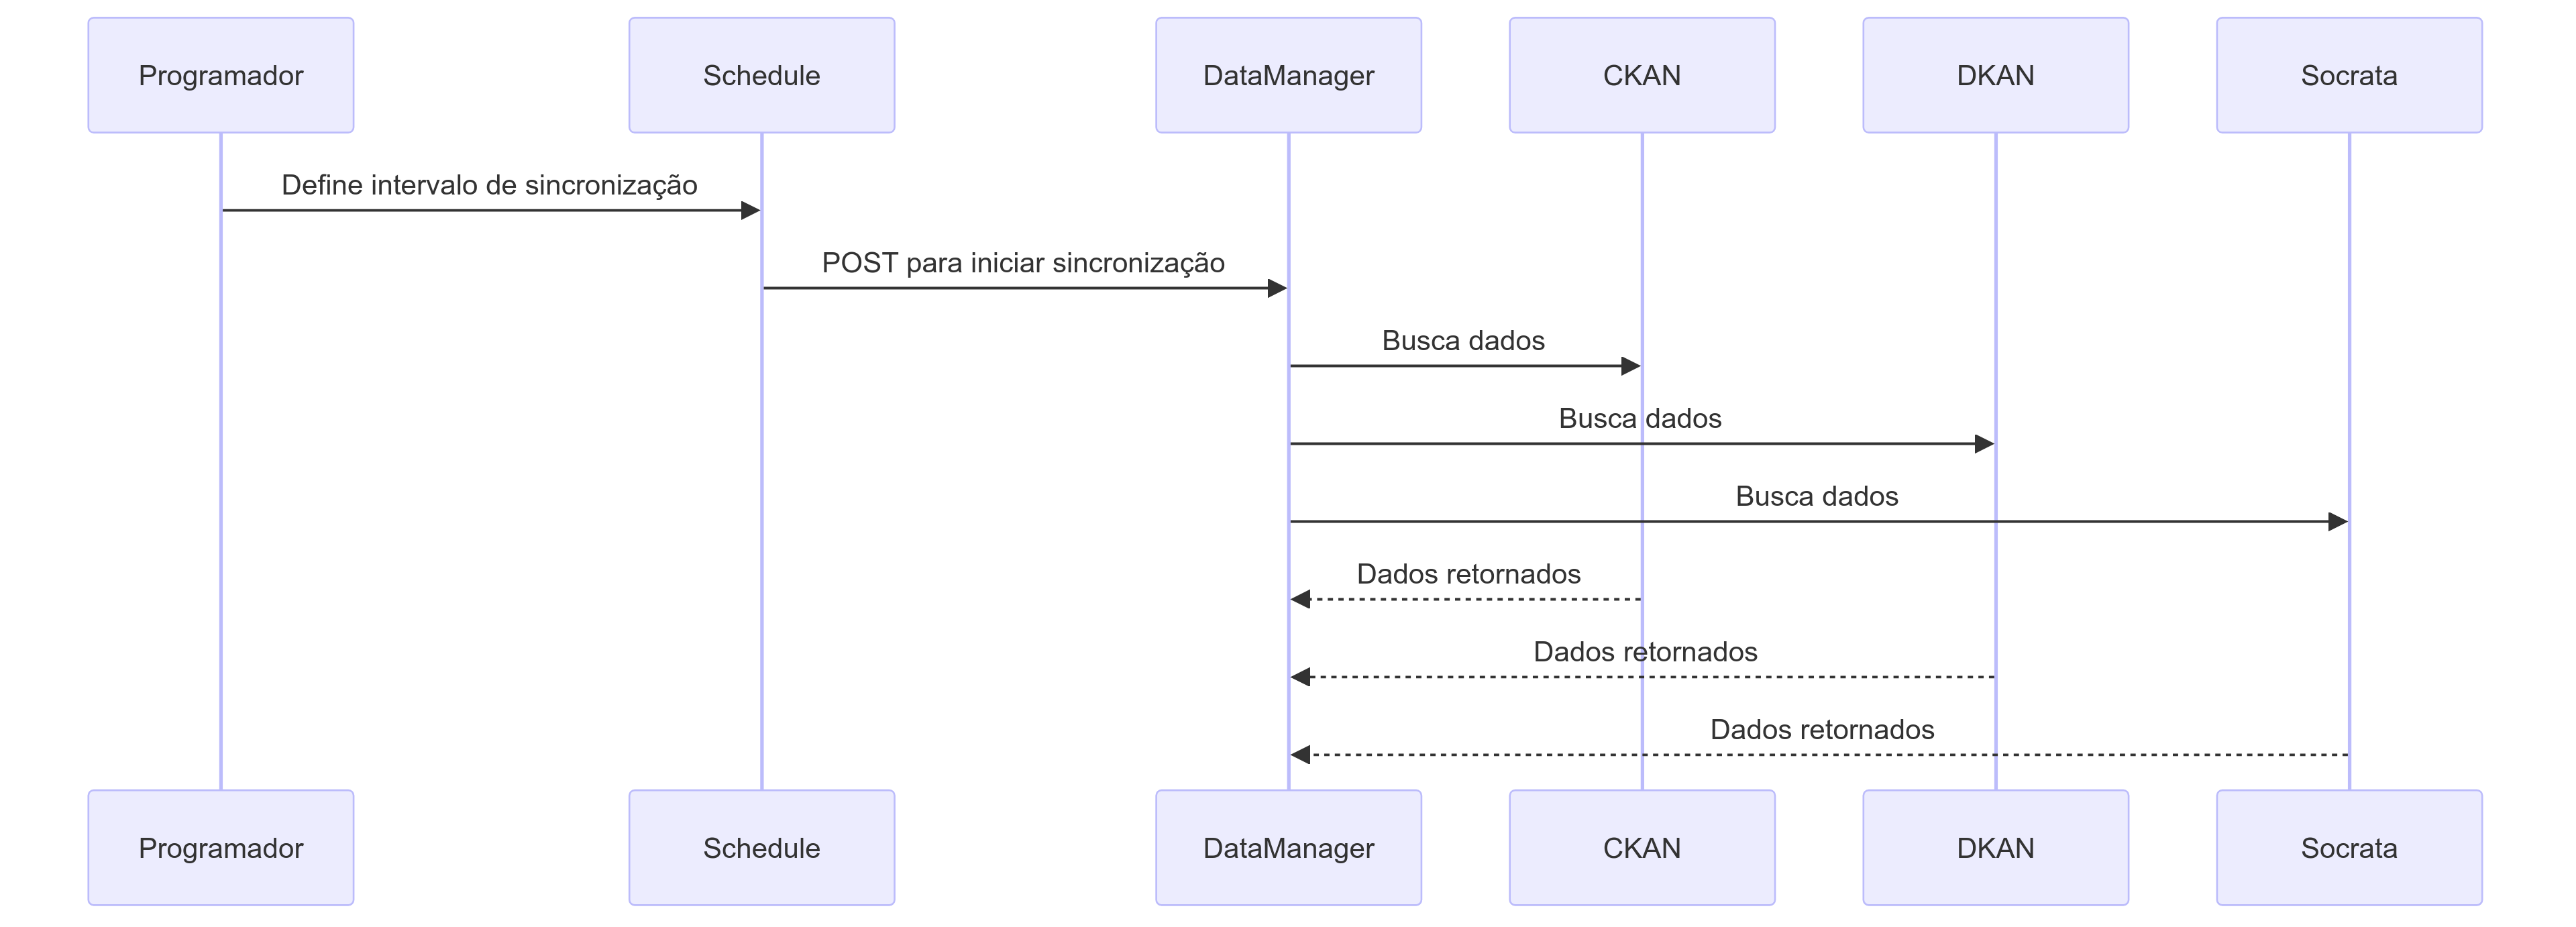 Programador
Schedule
DataManager
CKAN
DKAN
Socrata
Define intervalo de sincronização
POST para iniciar sincronização
Busca dados
Busca dados
Busca dados
Dados retornados
Dados retornados
Dados retornados
Programador
Schedule
DataManager
CKAN
DKAN
Socrata